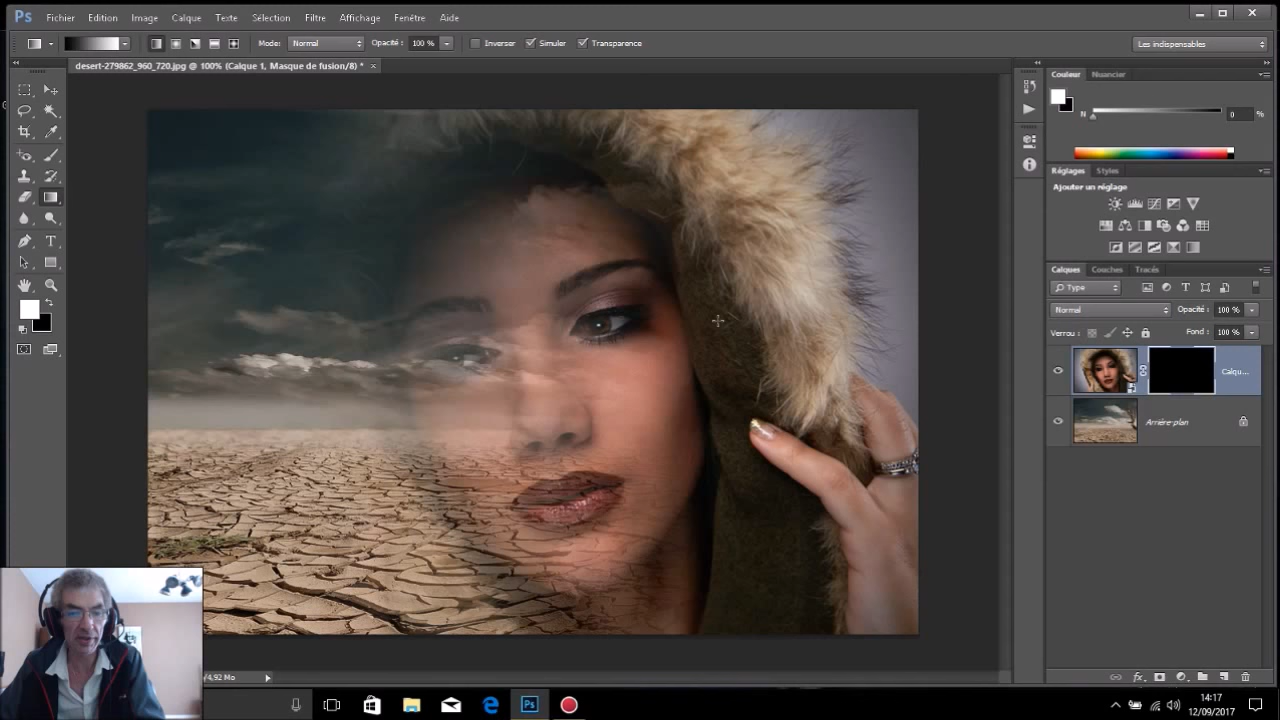 Ps Fichier Edition Image Calque Texte Sélection Filtre Affichage Fenêtre Aide
Mode: Normal Opacité : 100 % Inverser Simuler Transparence Les indispensables
desert-279862_960_720.jpg @ 100% (Calque 1, Masque de fusion/8) * ×
Couleur Nuancier
N 0 %
Réglages Styles
Ajouter un réglage
Calques Couches Tracés
Type
Normal Opacité : 100 %
Verrou : Fond : 100 %
Calqu...
Arrière-plan
/4,92 Mo
fx
Ps
14:17
12/09/2017